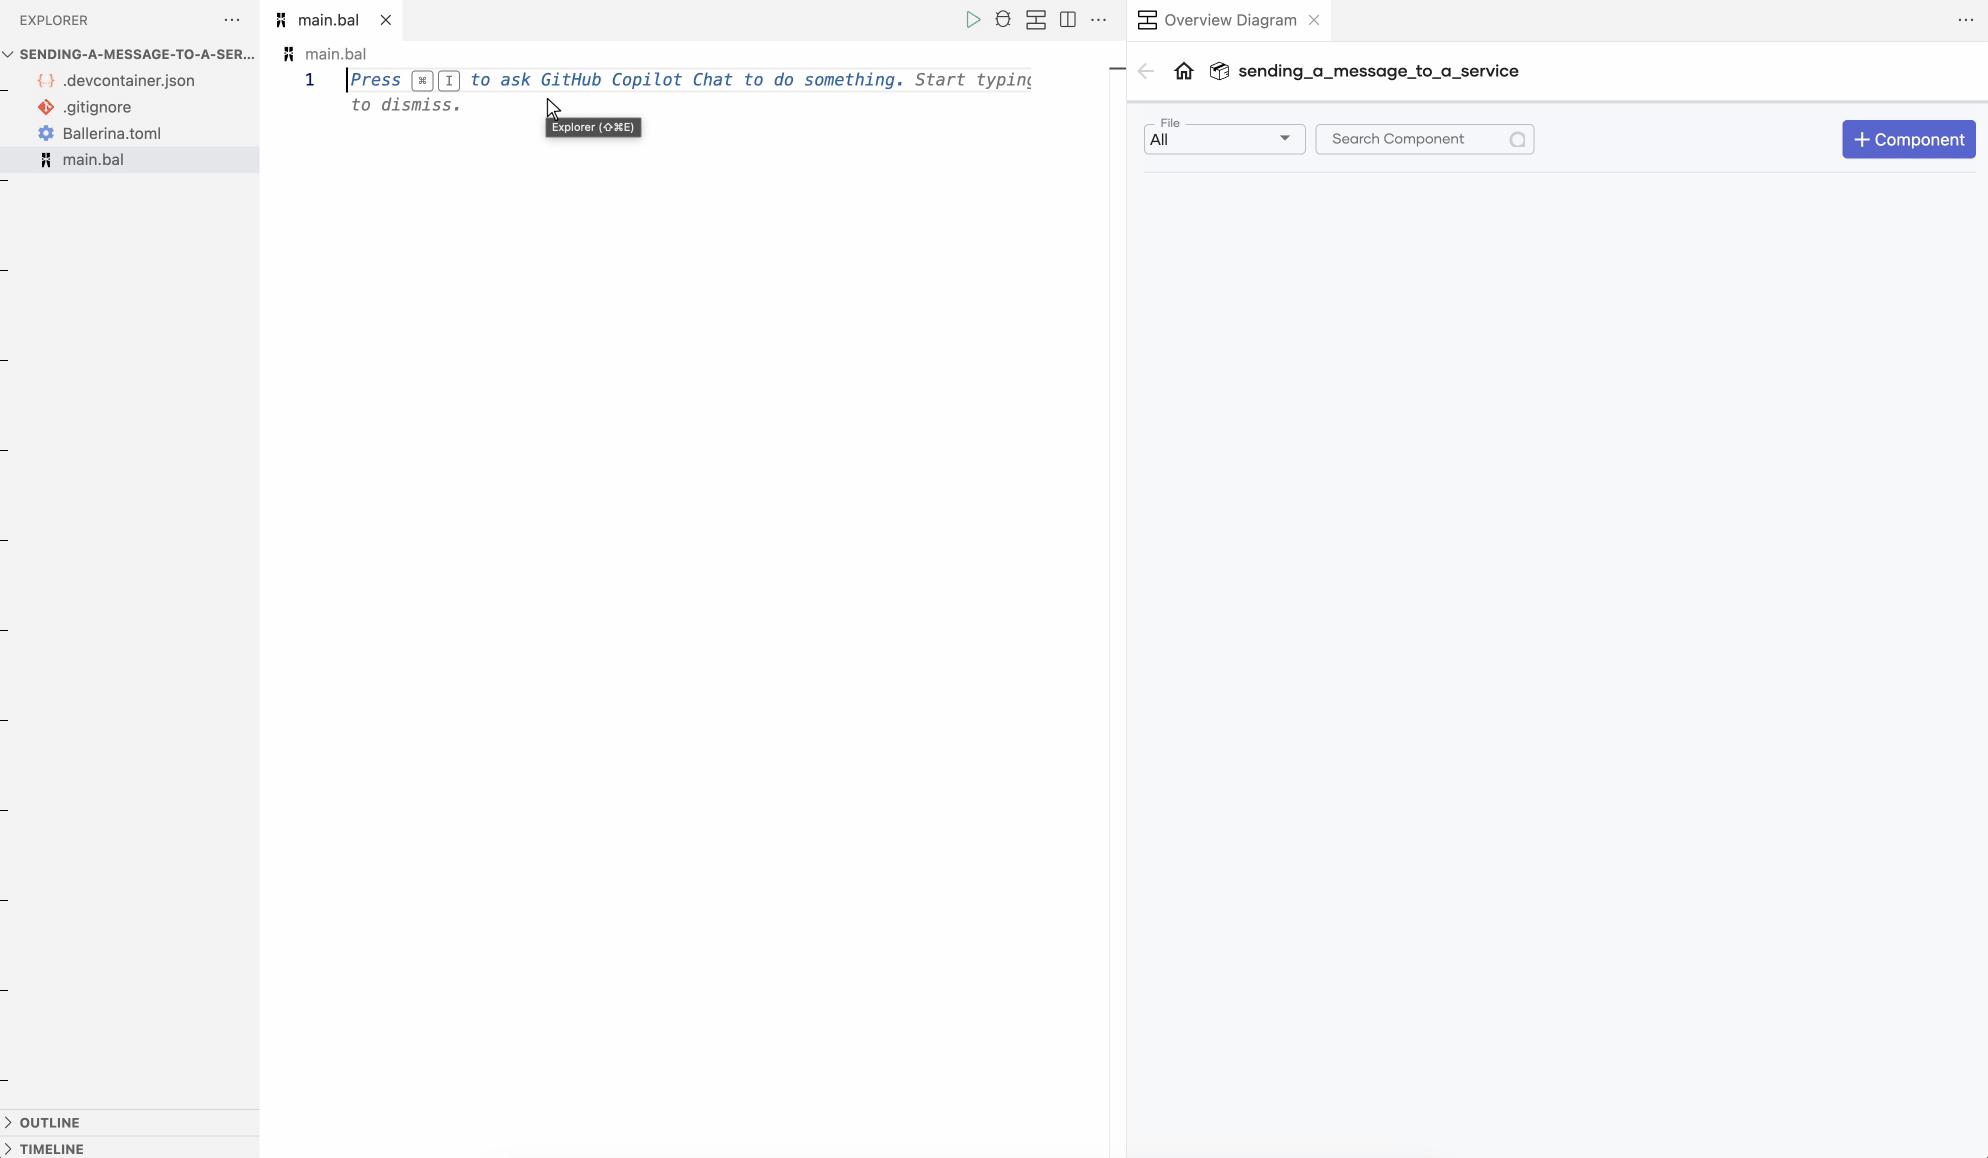 EXPLORER
SENDING-A-MESSAGE-TO-A-SER...
.devcontainer.json
.gitignore
Ballerina.toml
main.bal
OUTLINE
TIMELINE
main.bal
main.bal
1 Press ⌘ I to ask GitHub Copilot Chat to do something. Start typing
to dismiss.
Explorer (⇧⌘E)
Overview Diagram
sending_a_message_to_a_service
File
All
Search Component
+ Component